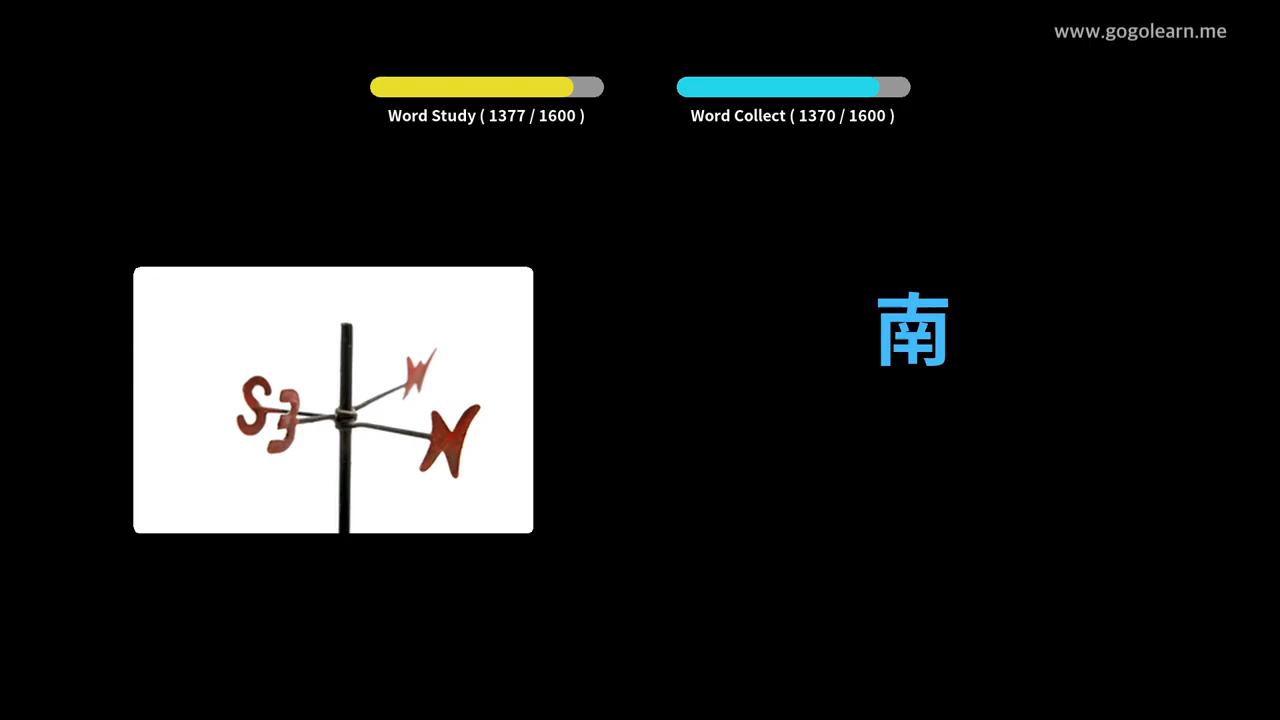 www.gogolearn.me
Word Study ( 1377 / 1600 )
Word Collect ( 1370 / 1600 )
南
S
E
N
W